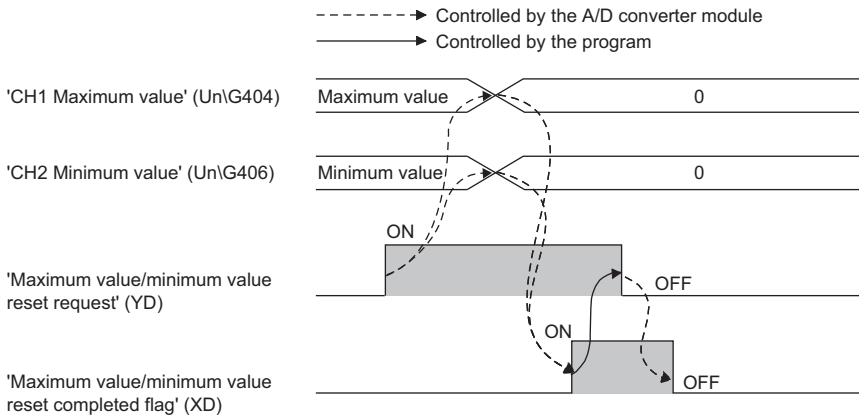 Controlled by the A/D converter module
Controlled by the program
'CH1 Maximum value' (Un\G404)
Maximum value
0
'CH2 Minimum value' (Un\G406)
Minimum value
0
ON
'Maximum value/minimum value
reset request' (YD)
OFF
ON
'Maximum value/minimum value
reset completed flag' (XD)
OFF